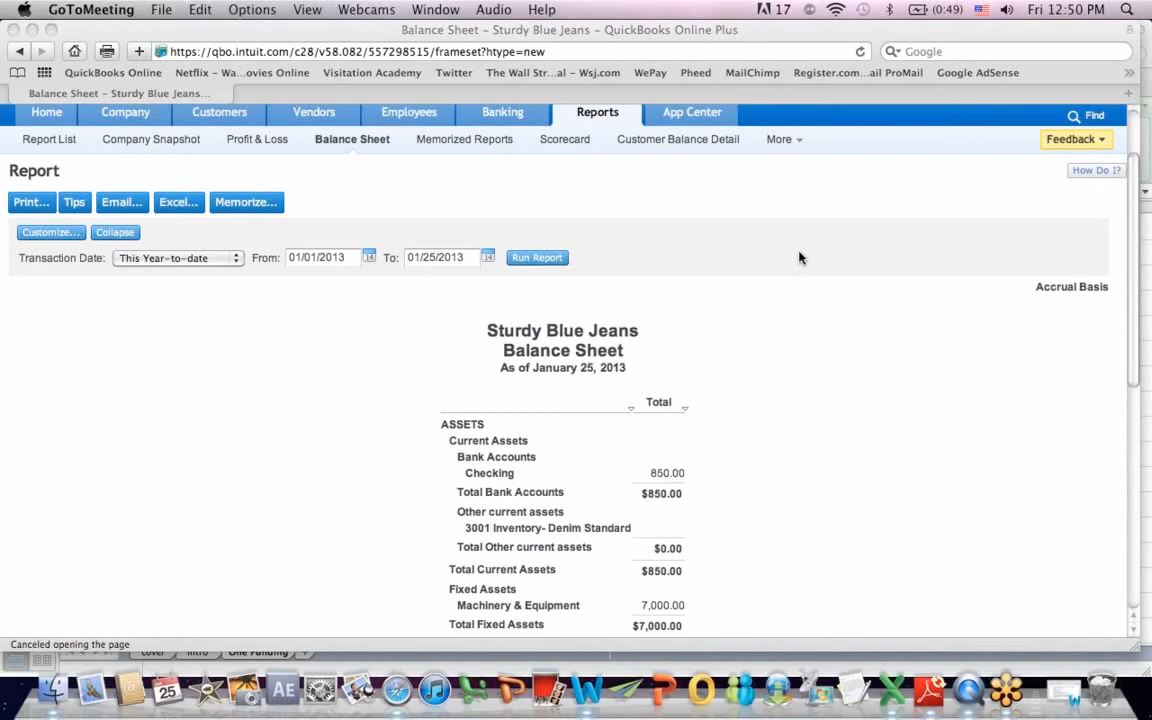 GoToMeeting File Edit Options View Webcams Window Audio Help 17 (0:49) Fri 12:50 PM
Balance Sheet – Sturdy Blue Jeans – QuickBooks Online Plus
https://qbo.intuit.com/c28/v58.082/557298515/frameset?htype=new Google
QuickBooks Online Netflix – Wa...ovies Online Visitation Academy Twitter The Wall Str...al – Wsj.com WePay Pheed MailChimp Register.com...ail ProMail Google AdSense
Balance Sheet – Sturdy Blue Jeans...
Home Company Customers Vendors Employees Banking Reports App Center Find
Report List Company Snapshot Profit & Loss Balance Sheet Memorized Reports Scorecard Customer Balance Detail More Feedback
Report How Do I?
Print... Tips Email... Excel... Memorize...
Customize... Collapse
Transaction Date: This Year-to-date From: 01/01/2013 14 To: 01/25/2013 14 Run Report
Accrual Basis
Sturdy Blue Jeans
Balance Sheet
As of January 25, 2013
Total
ASSETS
Current Assets
Bank Accounts
Checking 850.00
Total Bank Accounts $850.00
Other current assets
3001 Inventory- Denim Standard
Total Other current assets $0.00
Total Current Assets $850.00
Fixed Assets
Machinery & Equipment 7,000.00
Total Fixed Assets $7,000.00
Canceled opening the page
One Funding
25 AE